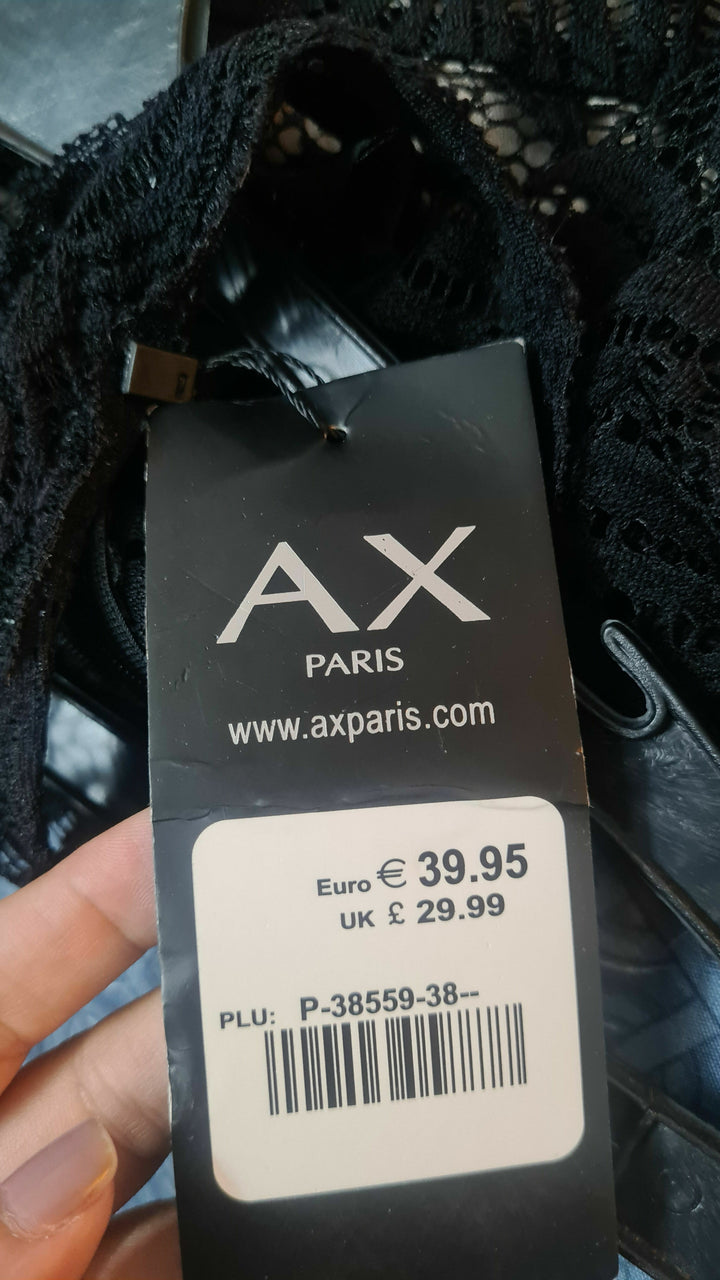 AX
PARIS
www.axparis.com
Euro € 39.95
UK £ 29.99
PLU: P-38559-38--